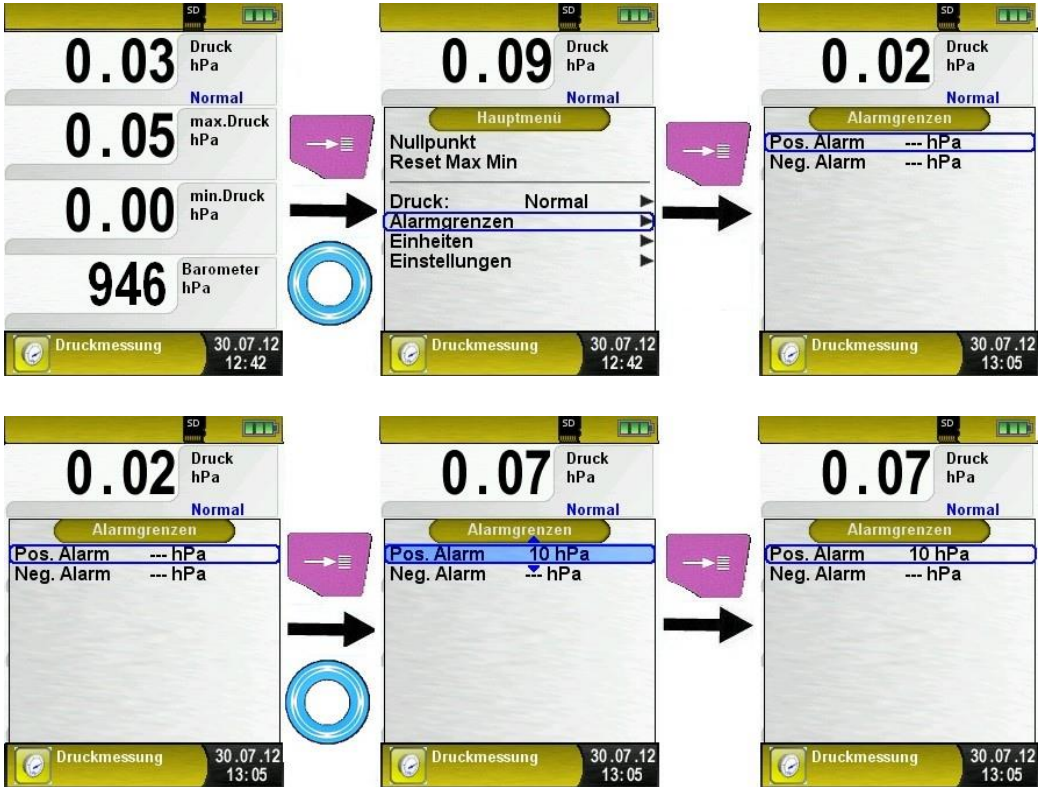 SD
0.03 Druck
hPa
Normal
0.05 max.Druck
hPa
0.00 min.Druck
hPa
946 Barometer
hPa
Druckmessung 30.07.12
12:42
SD
0.09 Druck
hPa
Normal
Hauptmenü
Nullpunkt
Reset Max Min
Druck: Normal
Alarmgrenzen
Einheiten
Einstellungen
Druckmessung 30.07.12
12:42
SD
0.02 Druck
hPa
Normal
Alarmgrenzen
Pos. Alarm --- hPa
Neg. Alarm --- hPa
Druckmessung 30.07.12
13:05
SD
0.02 Druck
hPa
Normal
Alarmgrenzen
Pos. Alarm --- hPa
Neg. Alarm --- hPa
Druckmessung 30.07.12
13:05
SD
0.07 Druck
hPa
Normal
Alarmgrenzen
Pos. Alarm 10 hPa
Neg. Alarm --- hPa
Druckmessung 30.07.12
13:05
SD
0.07 Druck
hPa
Normal
Alarmgrenzen
Pos. Alarm 10 hPa
Neg. Alarm --- hPa
Druckmessung 30.07.12
13:05